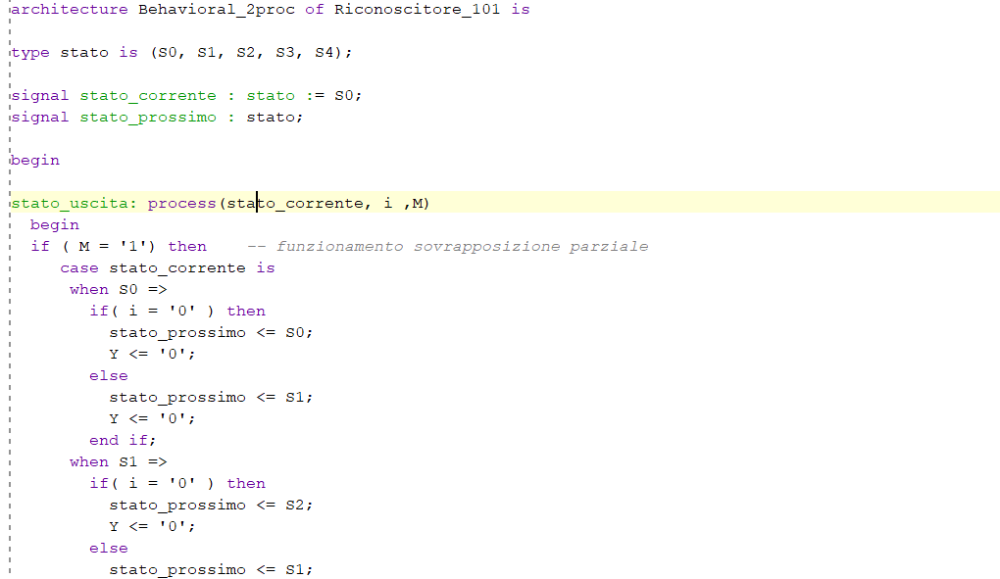 architecture Behavioral_2proc of Riconoscitore_101 is
type stato is (S0, S1, S2, S3, S4);
signal stato_corrente : stato := S0;
signal stato_prossimo : stato;
begin
stato_uscita: process(stato_corrente, i ,M)
begin
if ( M = '1') then    -- funzionamento sovrapposizione parziale
case stato_corrente is
when S0 =>
if( i = '0' ) then
stato_prossimo <= S0;
Y <= '0';
else
stato_prossimo <= S1;
Y <= '0';
end if;
when S1 =>
if( i = '0' ) then
stato_prossimo <= S2;
Y <= '0';
else
stato_prossimo <= S1;